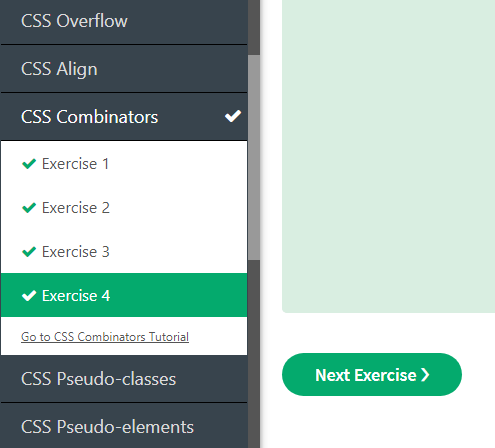 CSS Overflow
CSS Align
CSS Combinators
Exercise 1
Exercise 2
Exercise 3
Exercise 4
Go to CSS Combinators Tutorial
CSS Pseudo-classes
CSS Pseudo-elements
Next Exercise ❯